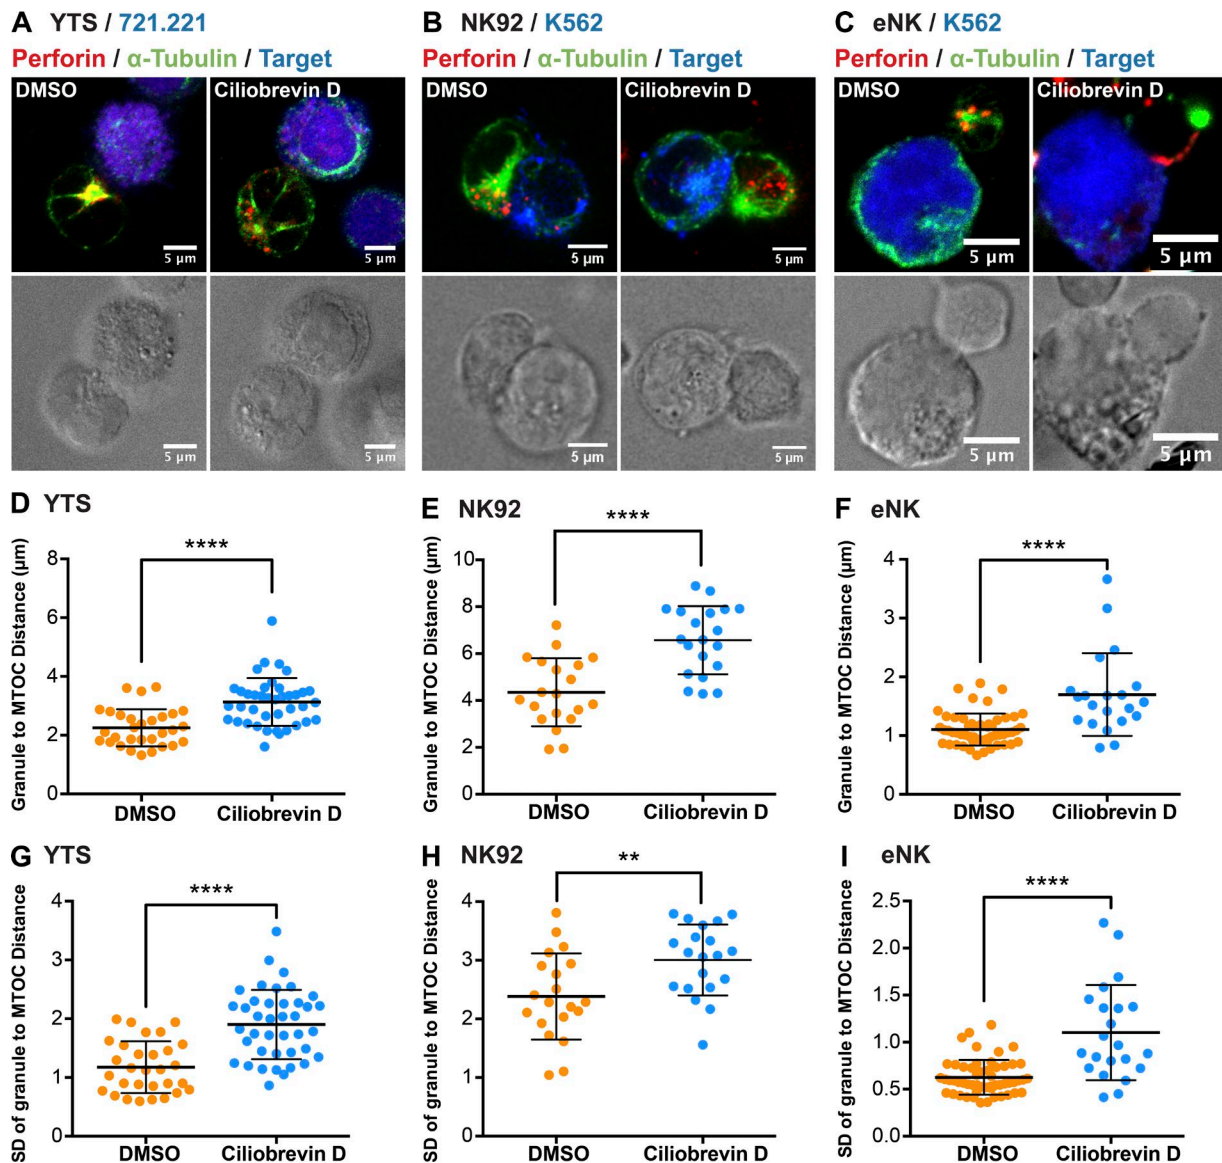 A YTS / 721.221
Perforin / α-Tubulin / Target
DMSO
Ciliobrevin D
5 µm
5 µm
5 µm
5 µm
B NK92 / K562
Perforin / α-Tubulin / Target
DMSO
Ciliobrevin D
5 µm
5 µm
5 µm
5 µm
C eNK / K562
Perforin / α-Tubulin / Target
DMSO
Ciliobrevin D
5 µm
5 µm
5 µm
5 µm
D YTS
Granule to MTOC Distance (µm)
8
6
4
2
0
****
DMSO
Ciliobrevin D
E NK92
Granule to MTOC Distance (µm)
10
8
6
4
2
0
****
DMSO
Ciliobrevin D
F eNK
Granule to MTOC Distance (µm)
4
3
2
1
0
****
DMSO
Ciliobrevin D
G YTS
SD of granule to MTOC Distance
4
3
2
1
0
****
DMSO
Ciliobrevin D
H NK92
SD of granule to MTOC Distance
4
3
2
1
0
**
DMSO
Ciliobrevin D
I eNK
SD of granule to MTOC Distance
2.5
2.0
1.5
1.0
0.5
0.0
****
DMSO
Ciliobrevin D